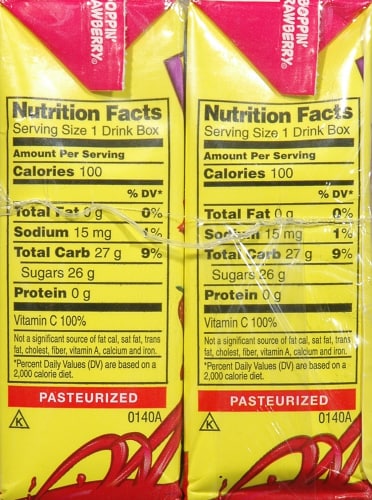 BOPPIN'
STRAWBERRY®
Nutrition Facts
Serving Size 1 Drink Box
Amount Per Serving
Calories 100
% DV*
Total Fat 0 g 0%
Sodium 15 mg 1%
Total Carb 27 g 9%
Sugars 26 g
Protein 0 g
Vitamin C 100%
Not a significant source of fat cal, sat fat, trans
fat, cholest, fiber, vitamin A, calcium and iron.
*Percent Daily Values (DV) are based on a
2,000 calorie diet.
PASTEURIZED
K 0140A
BOPPIN'
TRAWBERRY®
Nutrition Facts
Serving Size 1 Drink Box
Amount Per Serving
Calories 100
% DV*
Total Fat 0 g 0%
Sodium 15 mg 1%
Total Carb 27 g 9%
Sugars 26 g
Protein 0 g
Vitamin C 100%
Not a significant source of fat cal, sat fat, trans
fat, cholest, fiber, vitamin A, calcium and iron.
*Percent Daily Values (DV) are based on a
2,000 calorie diet.
PASTEURIZED
K 0140A